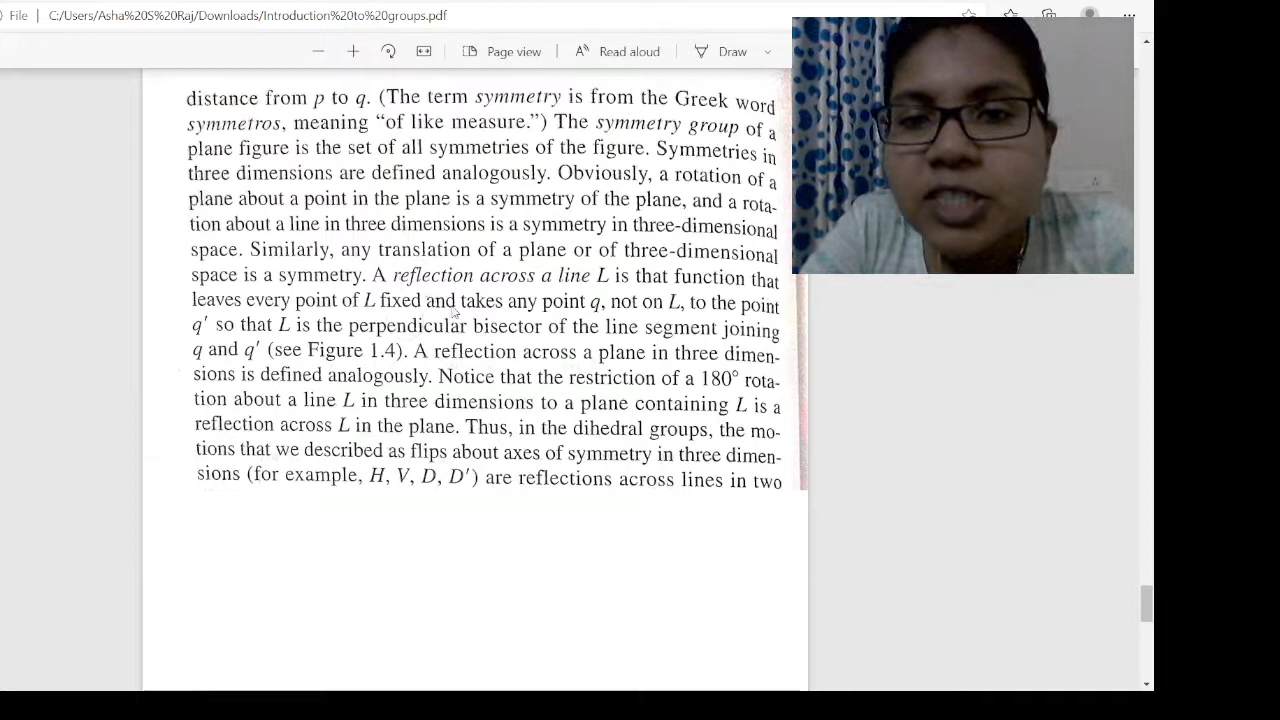 File | C:/Users/Asha%20S%20Raj/Downloads/Introduction%20to%20groups.pdf
Page view | Read aloud | Draw
distance from p to q. (The term symmetry is from the Greek word
symmetros, meaning “of like measure.”) The symmetry group of a
plane figure is the set of all symmetries of the figure. Symmetries in
three dimensions are defined analogously. Obviously, a rotation of a
plane about a point in the plane is a symmetry of the plane, and a rota-
tion about a line in three dimensions is a symmetry in three-dimensional
space. Similarly, any translation of a plane or of three-dimensional
space is a symmetry. A reflection across a line L is that function that
leaves every point of L fixed and takes any point q, not on L, to the point
q′ so that L is the perpendicular bisector of the line segment joining
q and q′ (see Figure 1.4). A reflection across a plane in three dimen-
sions is defined analogously. Notice that the restriction of a 180° rota-
tion about a line L in three dimensions to a plane containing L is a
reflection across L in the plane. Thus, in the dihedral groups, the mo-
tions that we described as flips about axes of symmetry in three dimen-
sions (for example, H, V, D, D′) are reflections across lines in two